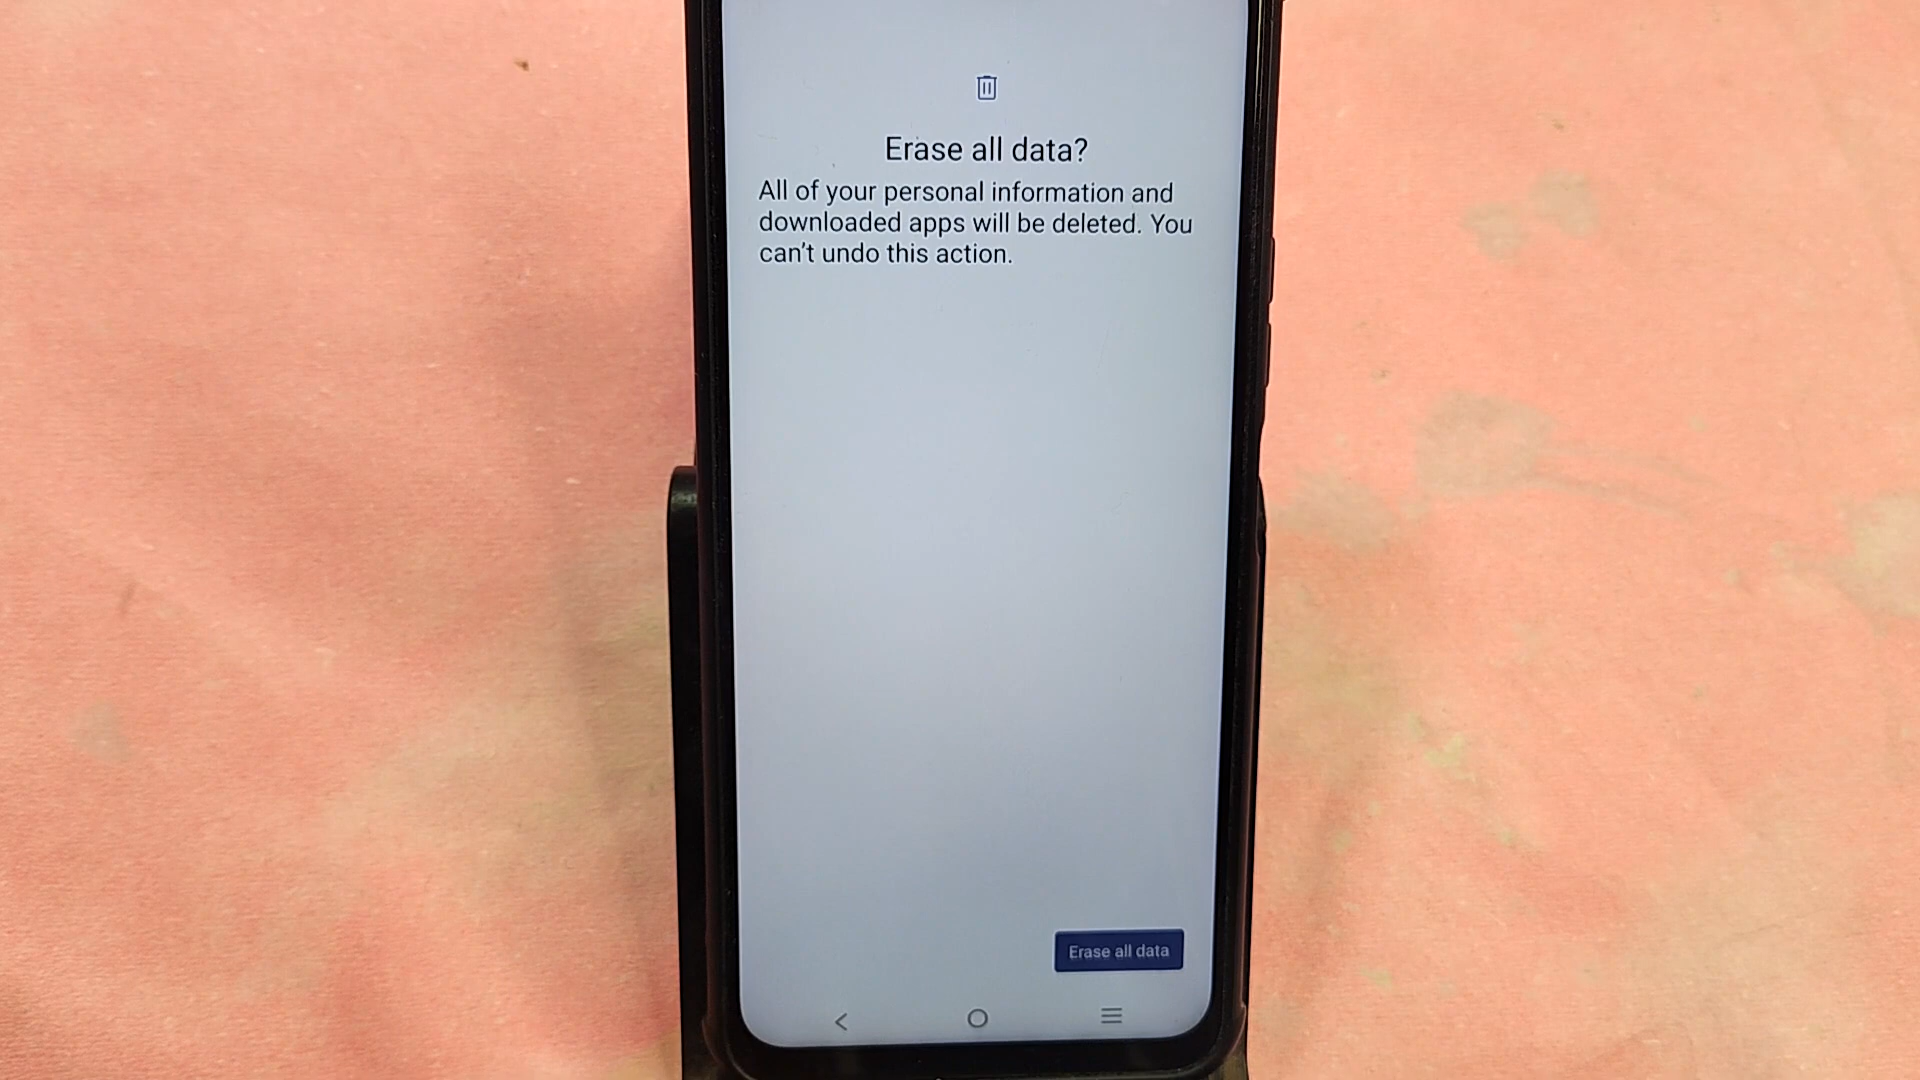 Erase all data?
All of your personal information and
downloaded apps will be deleted. You
can't undo this action.
Erase all data